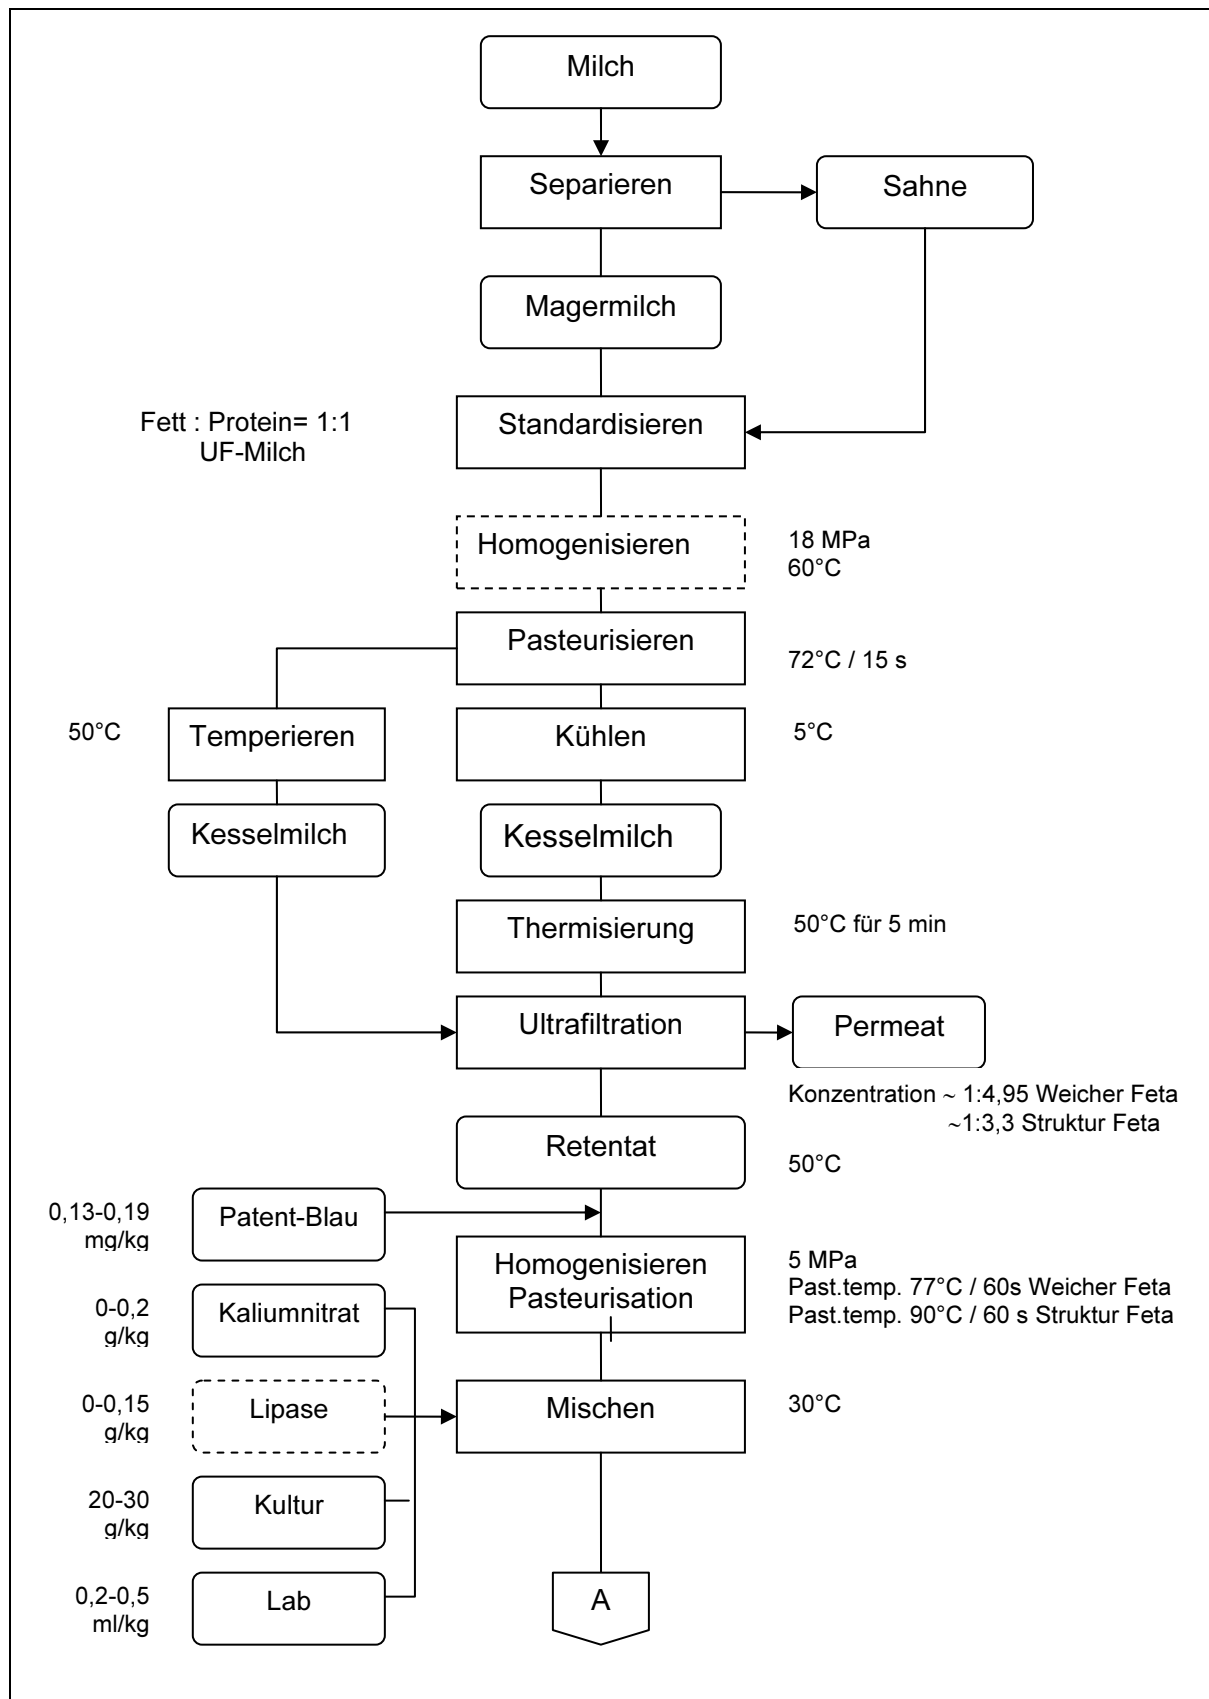 Milch
Separieren
Sahne
Magermilch
Fett : Protein= 1:1
UF-Milch
Standardisieren
Homogenisieren
18 MPa
60°C
Pasteurisieren
72°C / 15 s
50°C
Temperieren
Kühlen
5°C
Kesselmilch
Kesselmilch
Thermisierung
50°C für 5 min
Ultrafiltration
Permeat
Konzentration ~ 1:4,95 Weicher Feta
~1:3,3 Struktur Feta
Retentat
50°C
0,13-0,19
mg/kg
Patent-Blau
Homogenisieren
Pasteurisation
5 MPa
Past.temp. 77°C / 60s Weicher Feta
Past.temp. 90°C / 60 s Struktur Feta
0-0,2
g/kg
Kaliumnitrat
0-0,15
g/kg
Lipase
Mischen
30°C
20-30
g/kg
Kultur
0,2-0,5
ml/kg
Lab
A